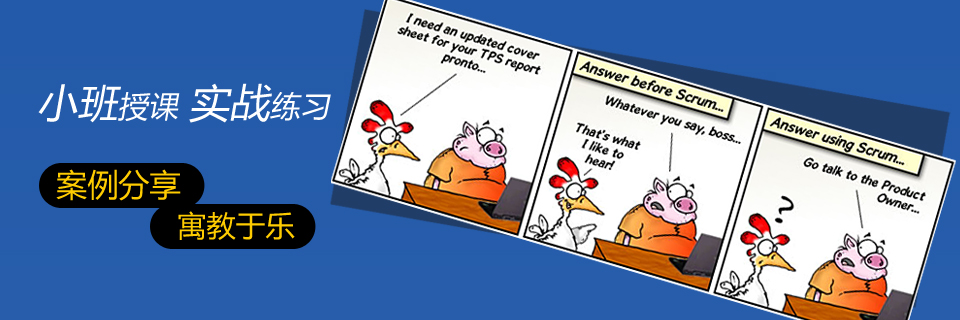 小班授课 实战练习
案例分享
寓教于乐
I need an updated cover
sheet for your TPS report
pronto...
Answer before Scrum...
Whatever you say, boss...
That's what
I like to
hear!
Answer using Scrum...
Go talk to the Product
Owner...
?